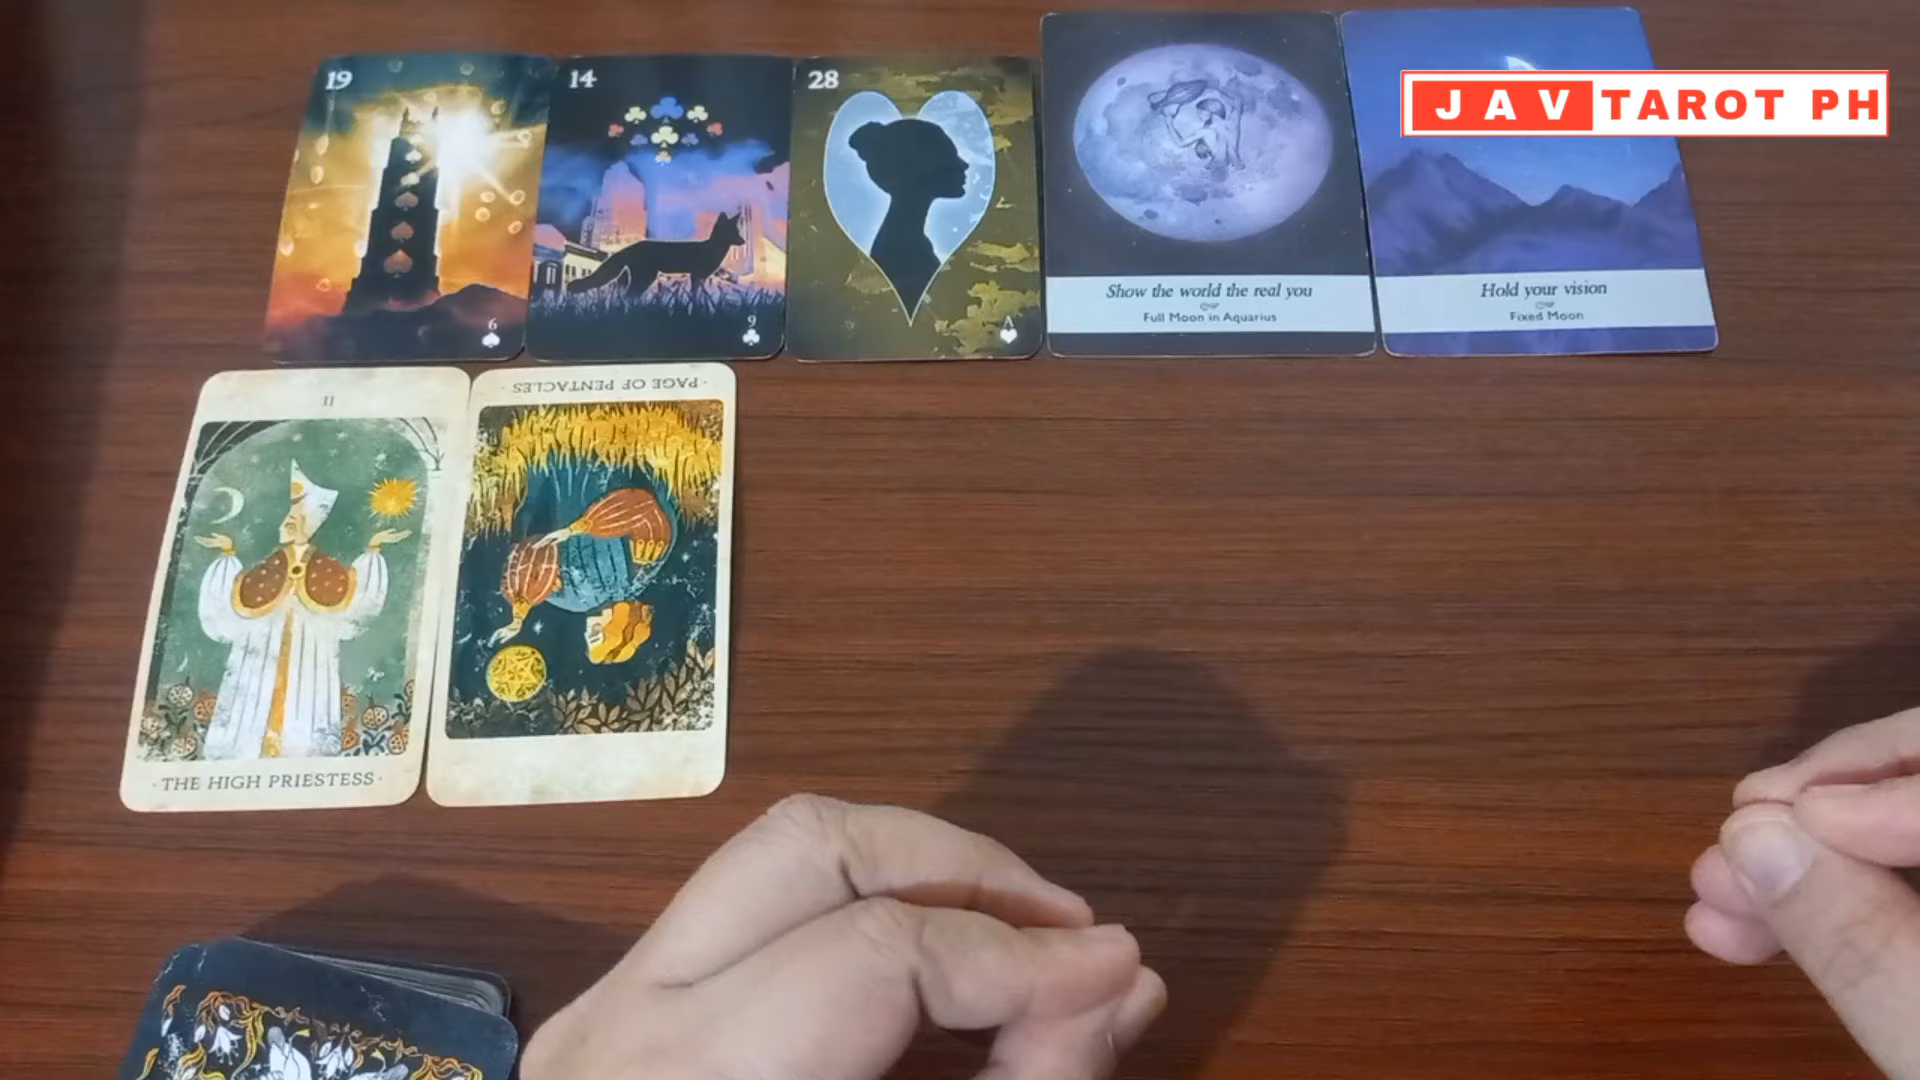 19
14
28
JAV TAROT PH
Show the world the real you
Full Moon in Aquarius
Hold your vision
Fixed Moon
6
9
A
II
THE HIGH PRIESTESS
PAGE OF PENTACLES